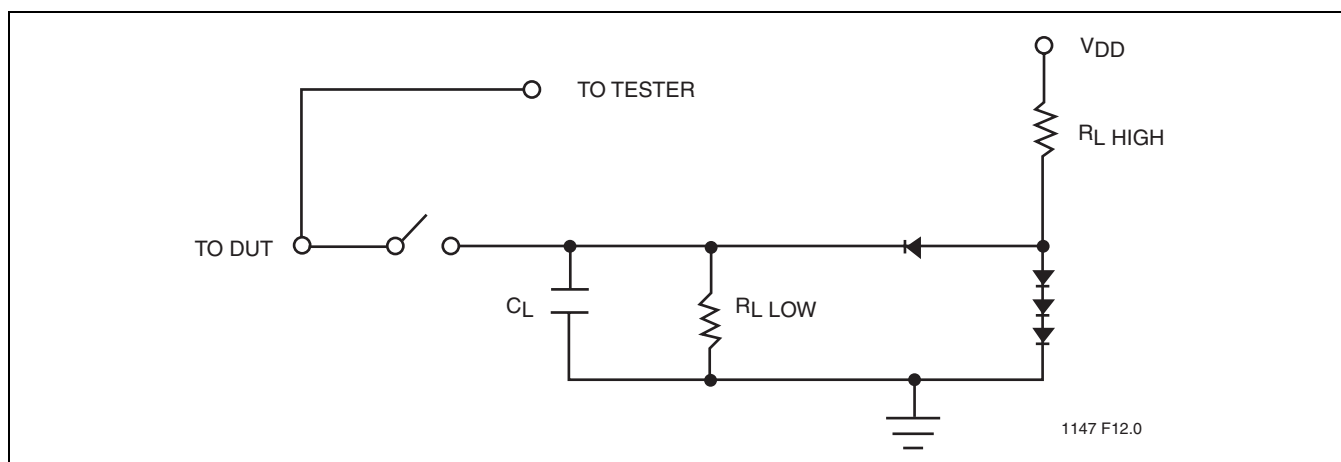 VDD
TO TESTER
RL HIGH
TO DUT
CL
RL LOW
1147 F12.0